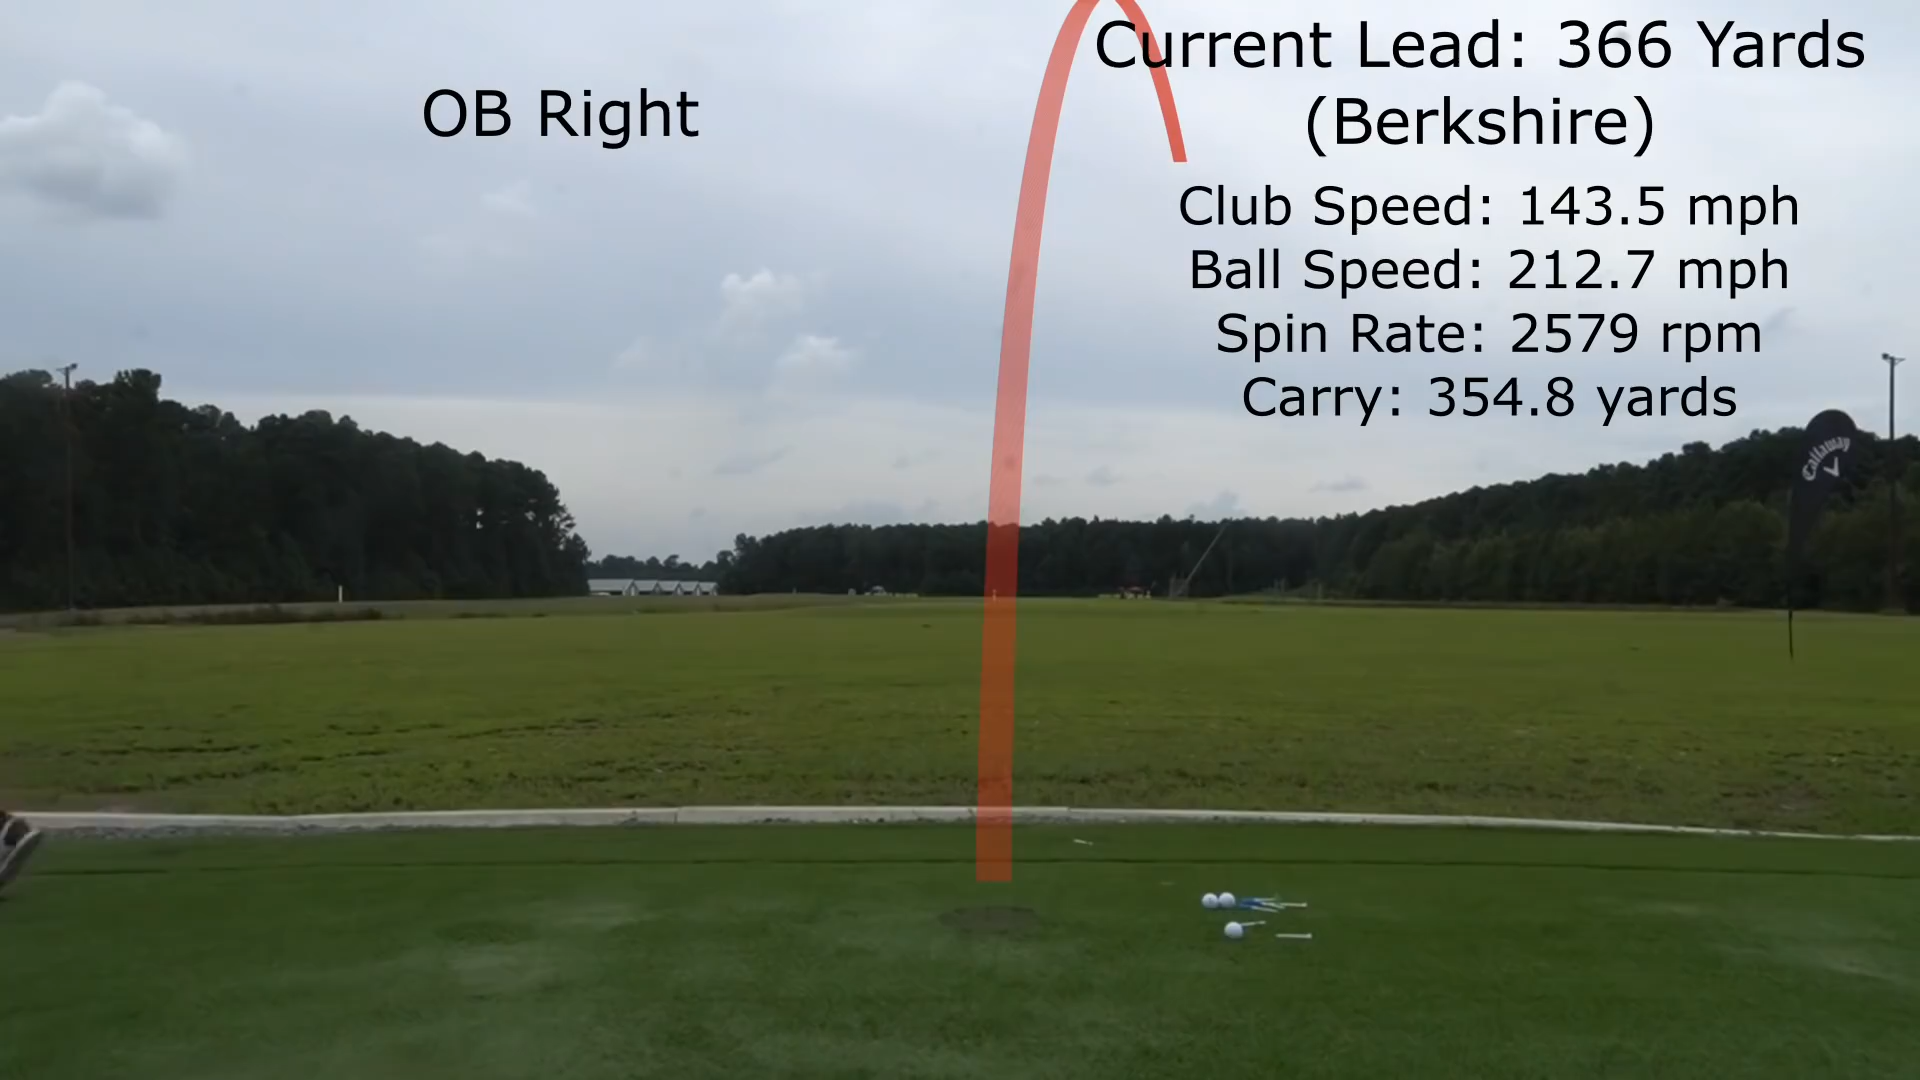 OB Right
Current Lead: 366 Yards
(Berkshire)
Club Speed: 143.5 mph
Ball Speed: 212.7 mph
Spin Rate: 2579 rpm
Carry: 354.8 yards
Callaway